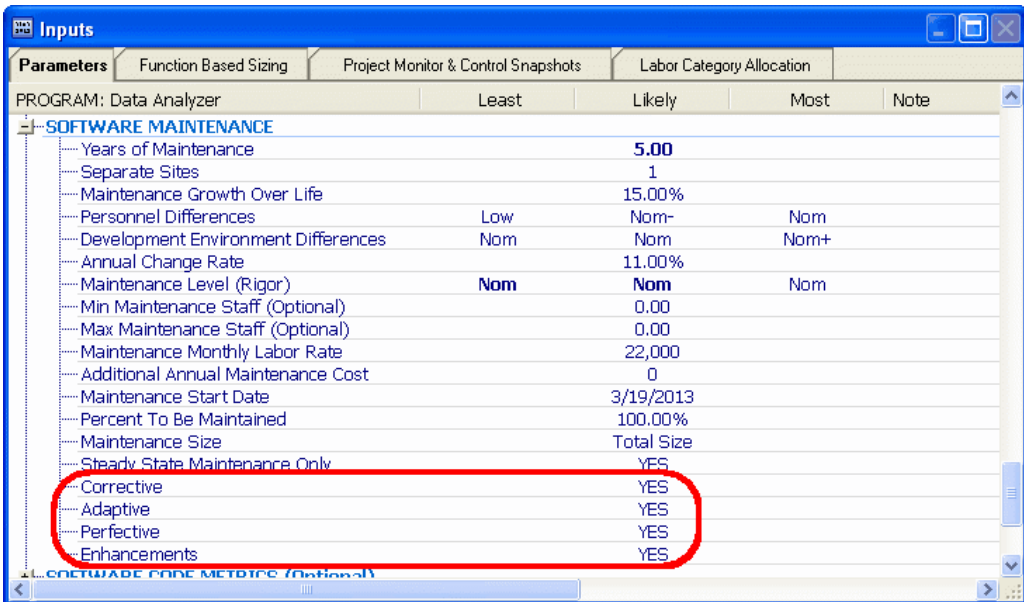 Inputs
Parameters Function Based Sizing Project Monitor & Control Snapshots Labor Category Allocation
PROGRAM: Data Analyzer Least Likely Most Note
SOFTWARE MAINTENANCE
Years of Maintenance 5.00
Separate Sites 1
Maintenance Growth Over Life 15.00%
Personnel Differences Low Nom- Nom
Development Environment Differences Nom Nom Nom+
Annual Change Rate 11.00%
Maintenance Level (Rigor) Nom Nom Nom
Min Maintenance Staff (Optional) 0.00
Max Maintenance Staff (Optional) 0.00
Maintenance Monthly Labor Rate 22,000
Additional Annual Maintenance Cost 0
Maintenance Start Date 3/19/2013
Percent To Be Maintained 100.00%
Maintenance Size Total Size
Steady State Maintenance Only YES
Corrective YES
Adaptive YES
Perfective YES
Enhancements YES
SOFTWARE CODE METRICS (Optional)